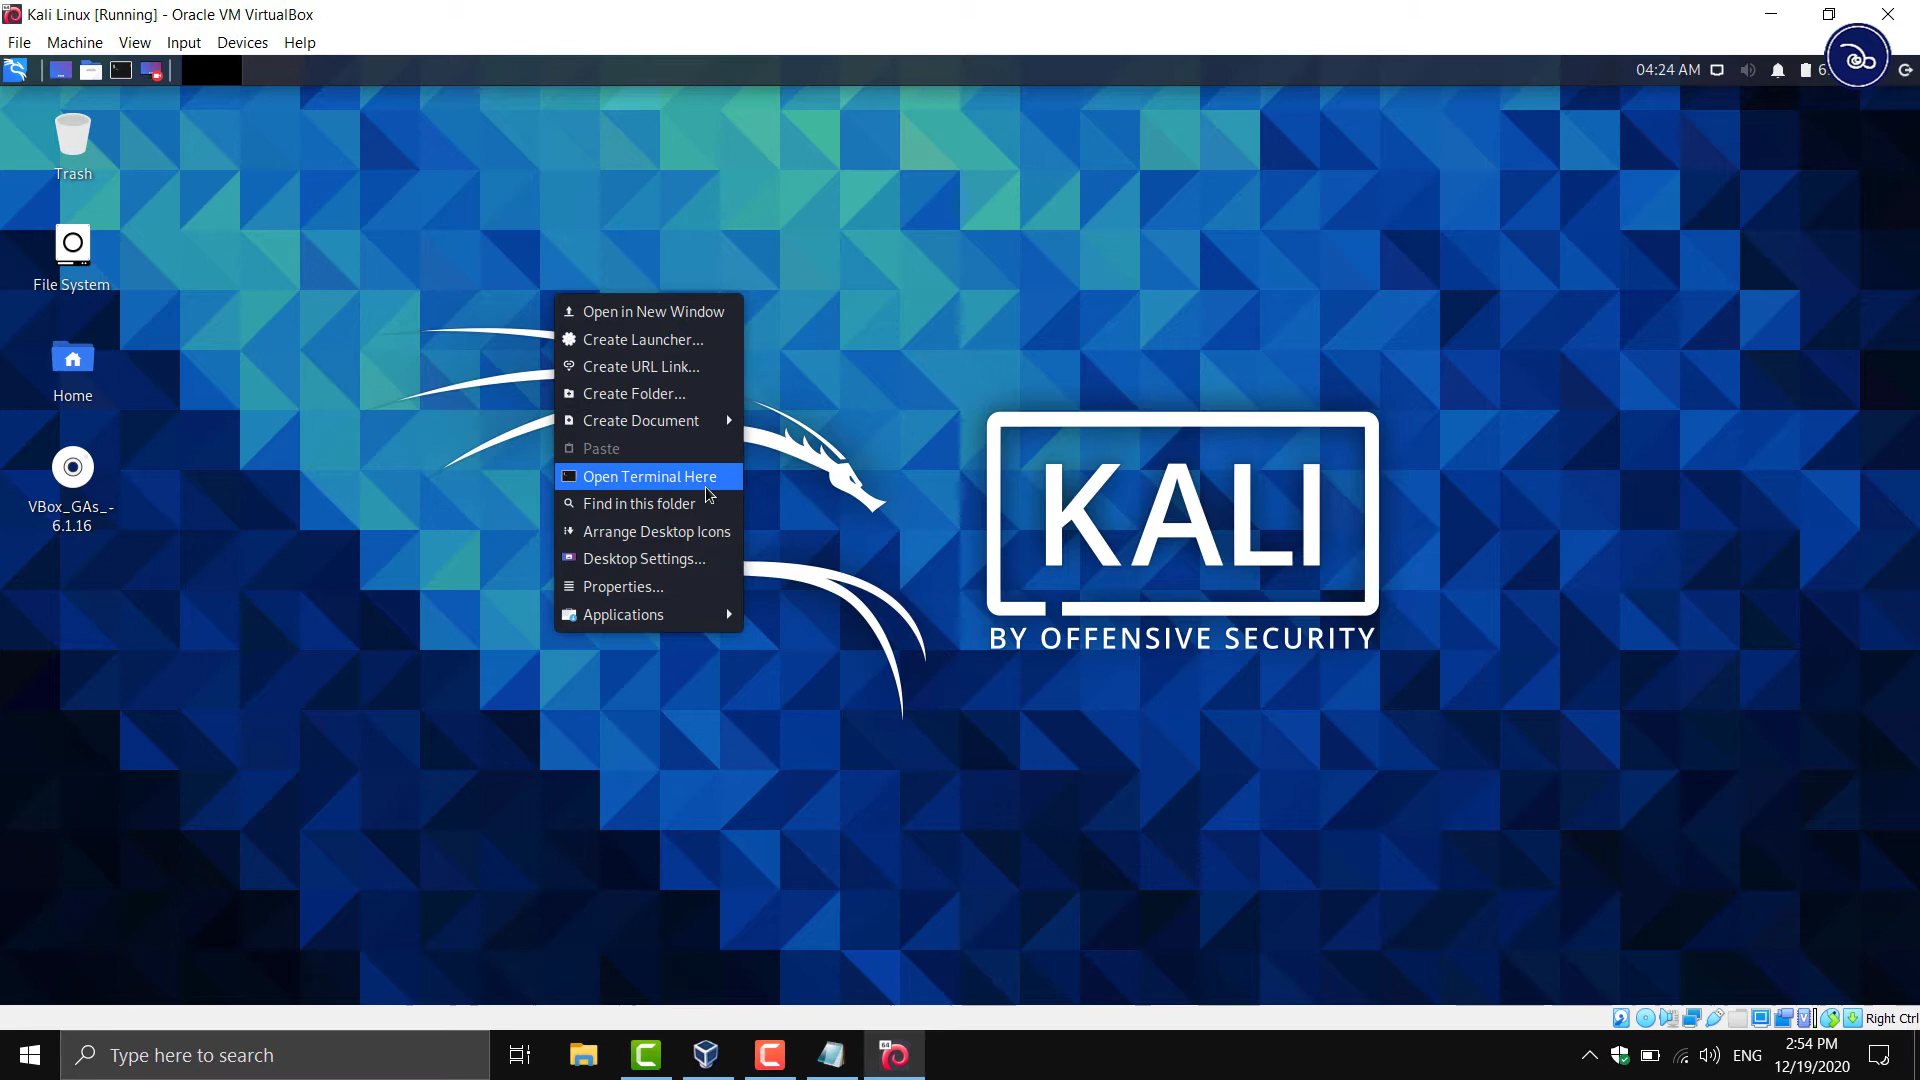 Kali Linux [Running] - Oracle VM VirtualBox
File Machine View Input Devices Help
04:24 AM
Trash
File System
Home
VBox_GAs_-
6.1.16
Open in New Window
Create Launcher...
Create URL Link...
Create Folder...
Create Document
Paste
Open Terminal Here
Find in this folder
Arrange Desktop Icons
Desktop Settings...
Properties...
Applications
KALI
BY OFFENSIVE SECURITY
Right Ctrl
Type here to search
64
ENG
2:54 PM
12/19/2020